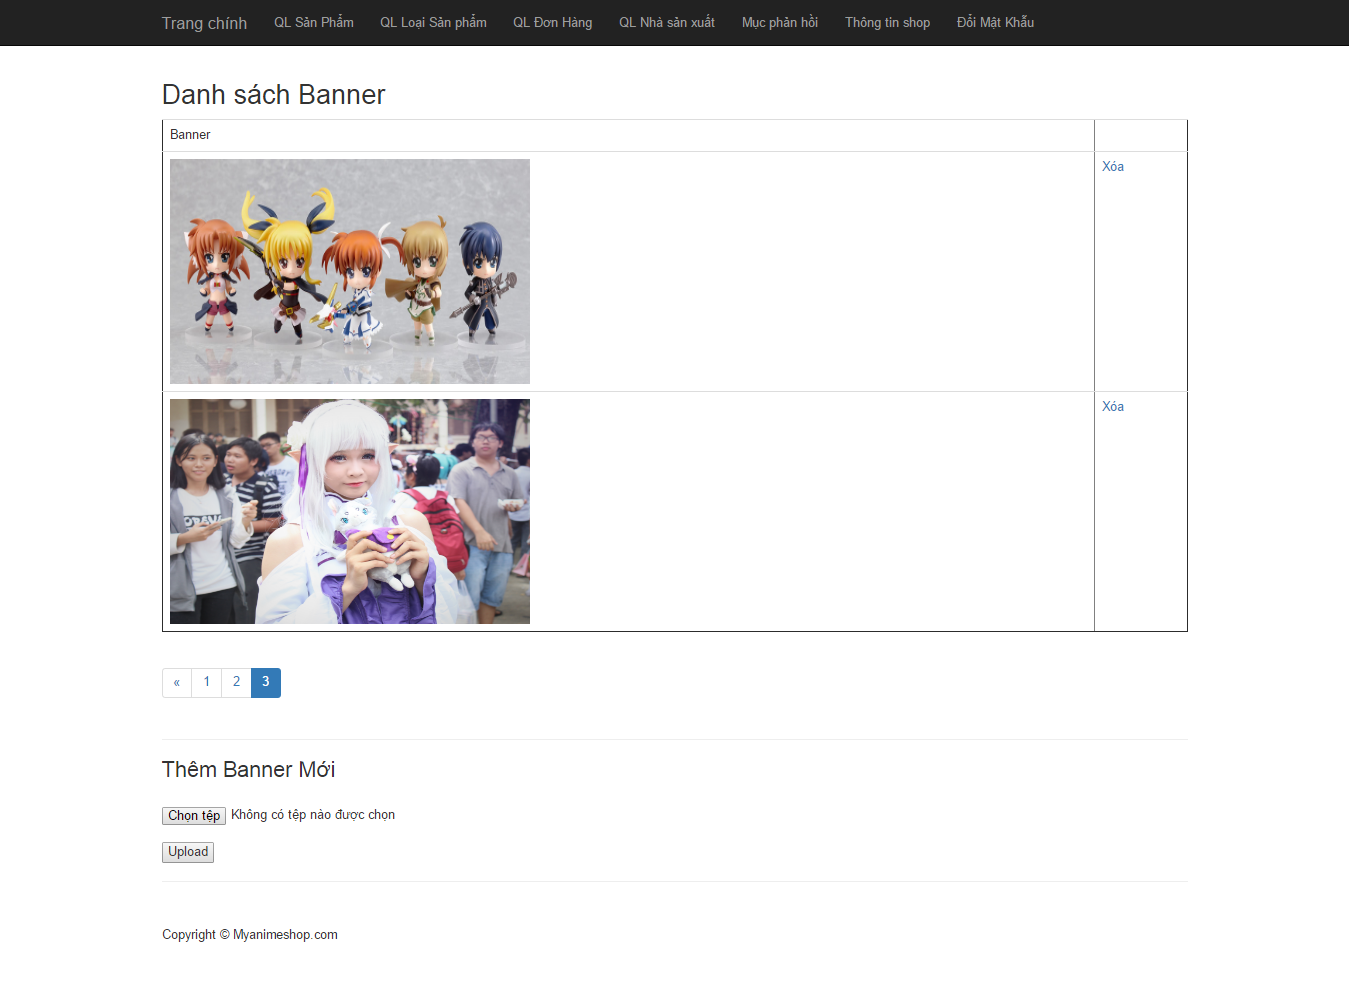 Trang chính QL Sản Phẩm QL Loại Sản phẩm QL Đơn Hàng QL Nhà sản xuất Mục phản hồi Thông tin shop Đổi Mật Khẩu
Danh sách Banner
Banner
Xóa
Xóa
« 1 2 3
Thêm Banner Mới
Chọn tệp Không có tệp nào được chọn
Upload
Copyright © Myanimeshop.com